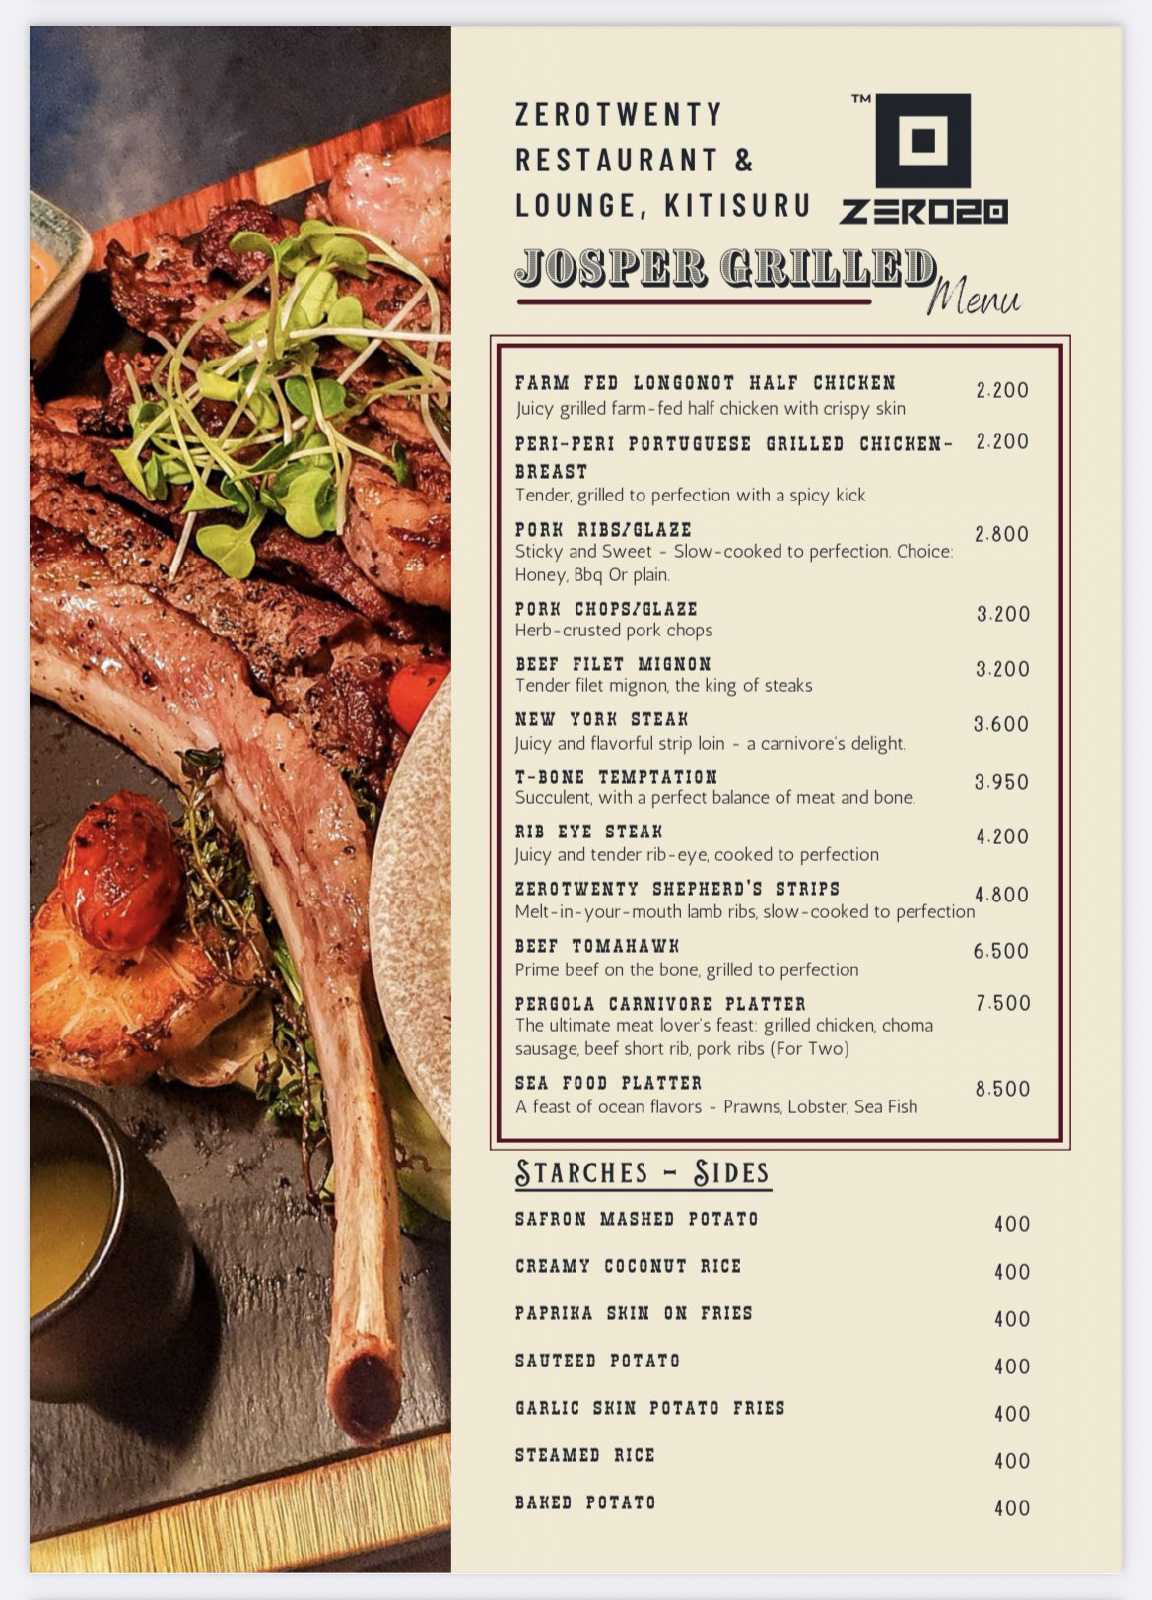 ZEROTWENTY
RESTAURANT &
LOUNGE, KITISURU
TM
ZERO20
JOSPER GRILLED
Menu
FARM FED LONGONOT HALF CHICKEN 2.200
Juicy grilled farm-fed half chicken with crispy skin
PERI-PERI PORTUGUESE GRILLED CHICKEN- 2.200
BREAST
Tender, grilled to perfection with a spicy kick
PORK RIBS/GLAZE 2.800
Sticky and Sweet - Slow-cooked to perfection. Choice:
Honey, Bbq Or plain.
PORK CHOPS/GLAZE 3.200
Herb-crusted pork chops
BEEF FILET MIGNON 3.200
Tender filet mignon, the king of steaks
NEW YORK STEAK 3.600
Juicy and flavorful strip loin - a carnivore's delight.
T-BONE TEMPTATION 3.950
Succulent, with a perfect balance of meat and bone.
RIB EYE STEAK 4.200
Juicy and tender rib-eye, cooked to perfection
ZEROTWENTY SHEPHERD'S STRIPS 4.800
Melt-in-your-mouth lamb ribs, slow-cooked to perfection
BEEF TOMAHAWK 6.500
Prime beef on the bone, grilled to perfection
PERGOLA CARNIVORE PLATTER 7.500
The ultimate meat lover's feast: grilled chicken, choma
sausage, beef short rib, pork ribs (For Two)
SEA FOOD PLATTER 8.500
A feast of ocean flavors - Prawns, Lobster, Sea Fish
STARCHES - SIDES
SAFRON MASHED POTATO 400
CREAMY COCONUT RICE 400
PAPRIKA SKIN ON FRIES 400
SAUTEED POTATO 400
GARLIC SKIN POTATO FRIES 400
STEAMED RICE 400
BAKED POTATO 400